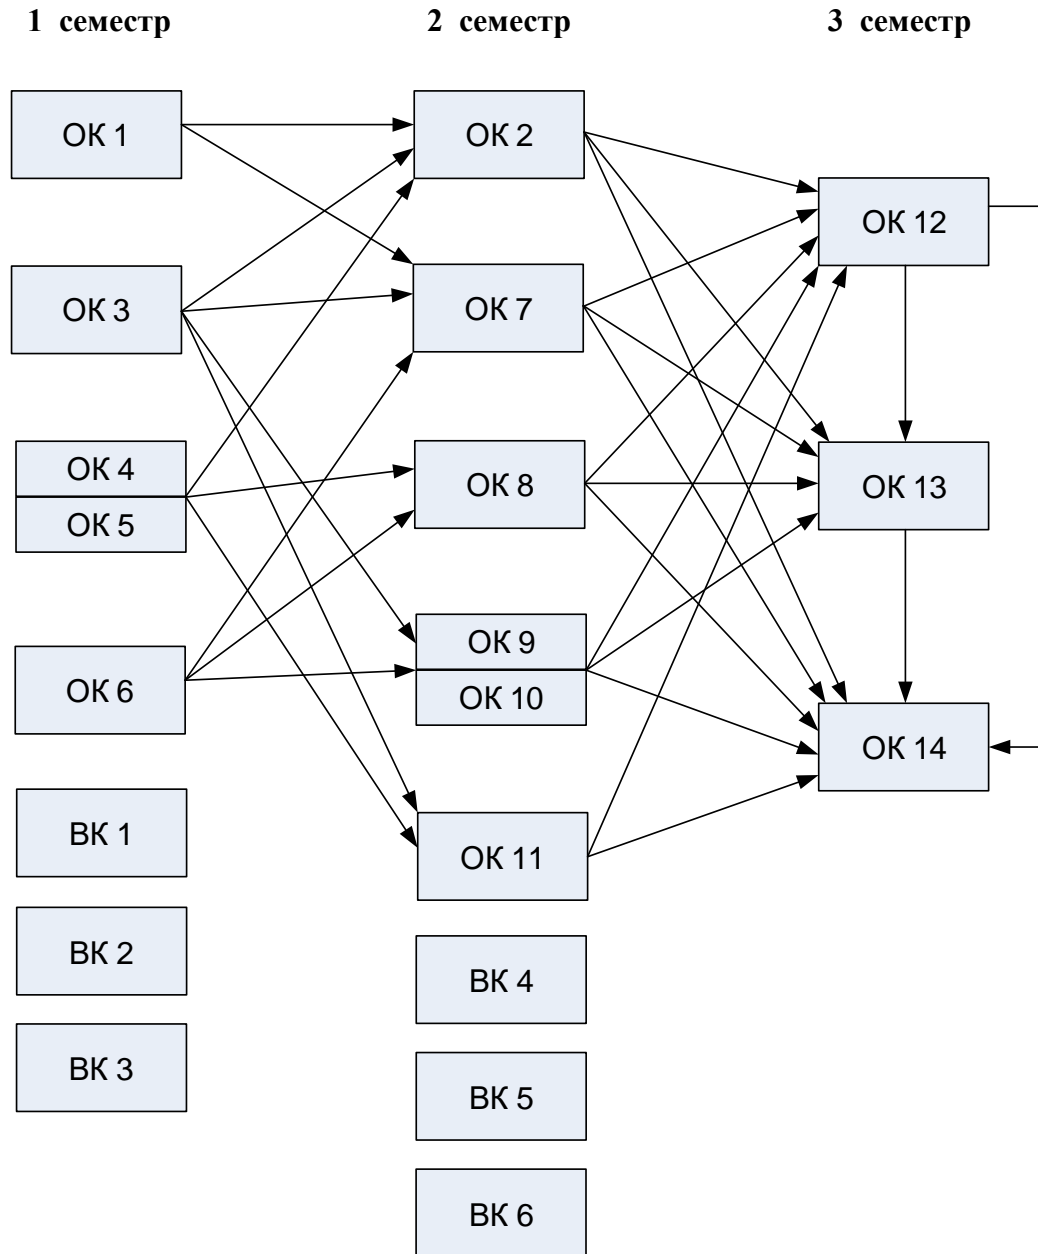 1 семестр
2 семестр
3 семестр
ОК 1
ОК 3
ОК 4
ОК 5
ОК 6
ВК 1
ВК 2
ВК 3
ОК 2
ОК 7
ОК 8
ОК 9
ОК 10
ОК 11
ВК 4
ВК 5
ВК 6
ОК 12
ОК 13
ОК 14